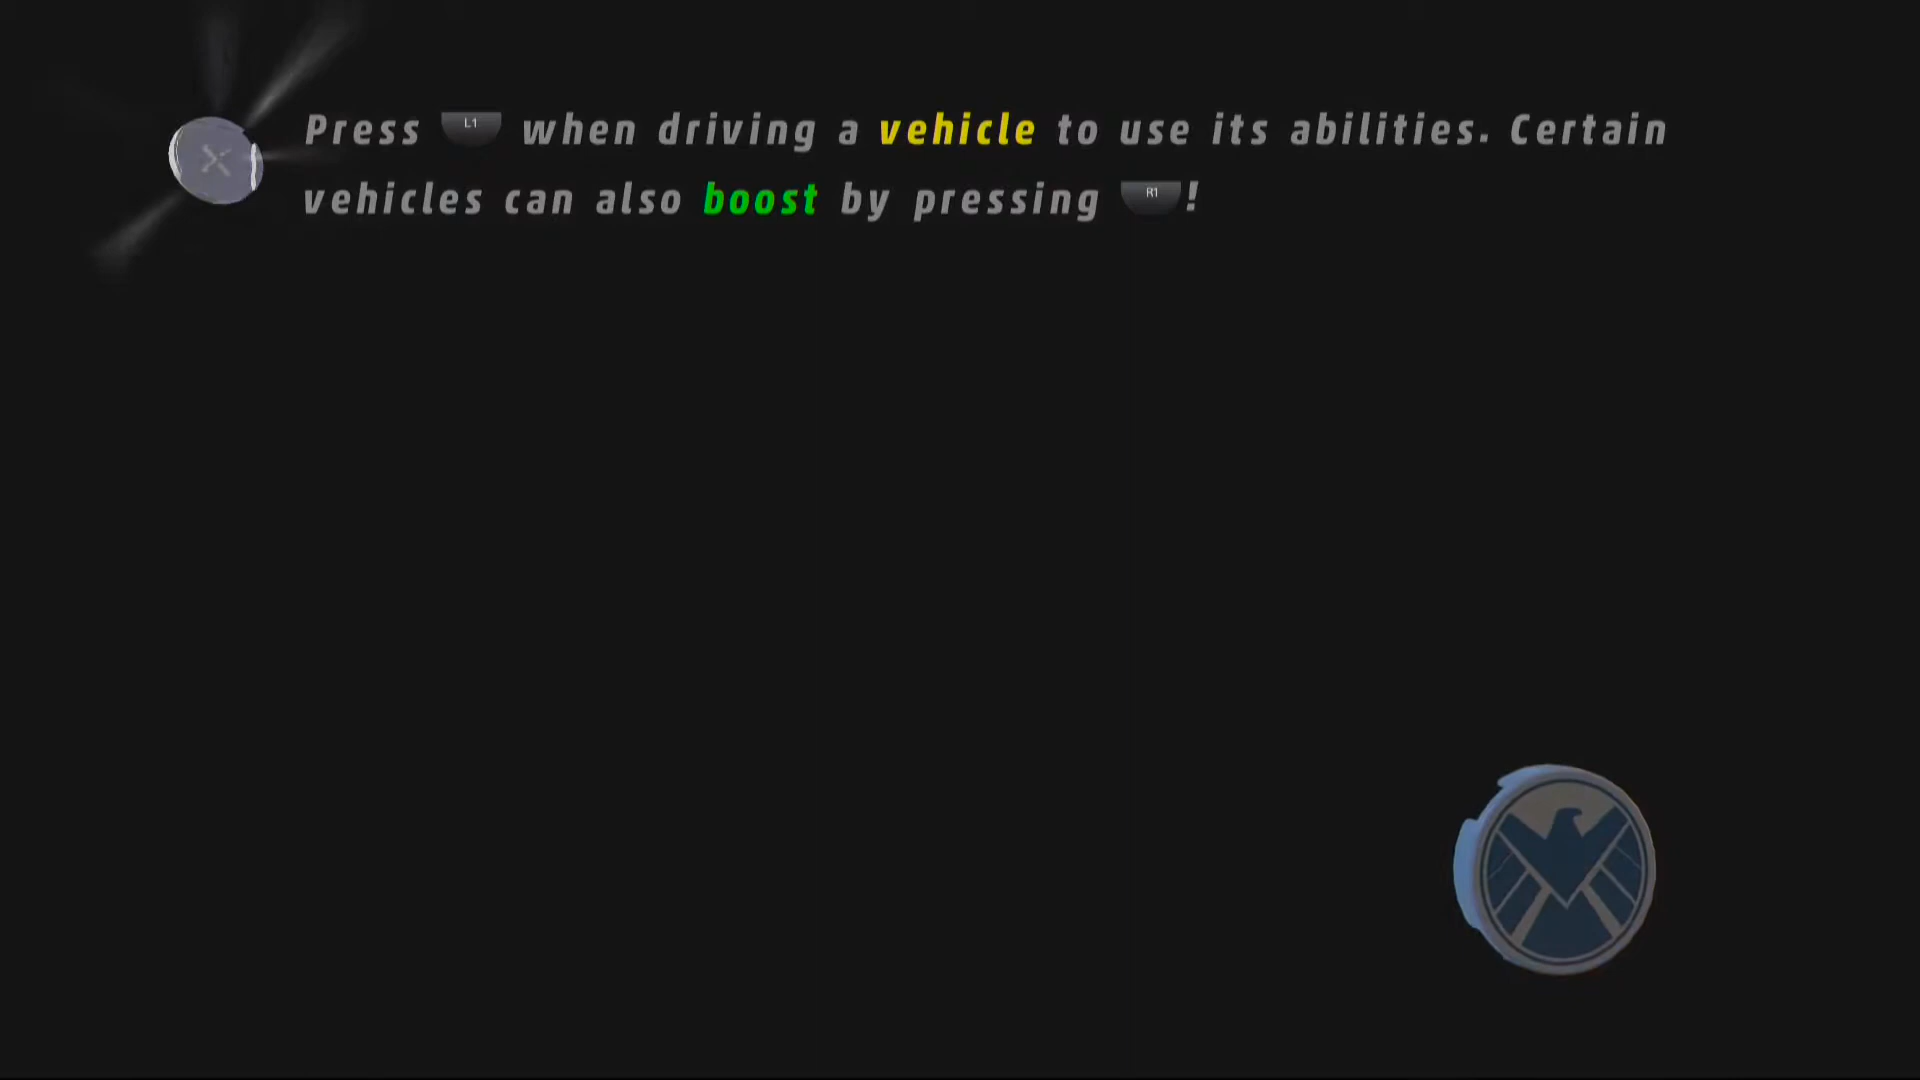 Press L1 when driving a vehicle to use its abilities. Certain
vehicles can also boost by pressing R1!